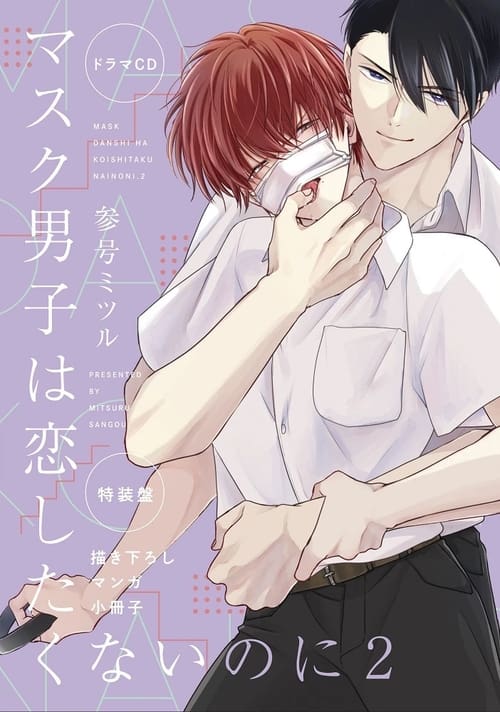 ドラマCD
マスク男子は恋したくないのに2
MASK
DANSHI HA
KOISHITAKU
NAINONI.2
参号ミツル
PRESENTED
BY
MITSURU
SANGOU
特装盤
描き下ろし
マンガ
小冊子